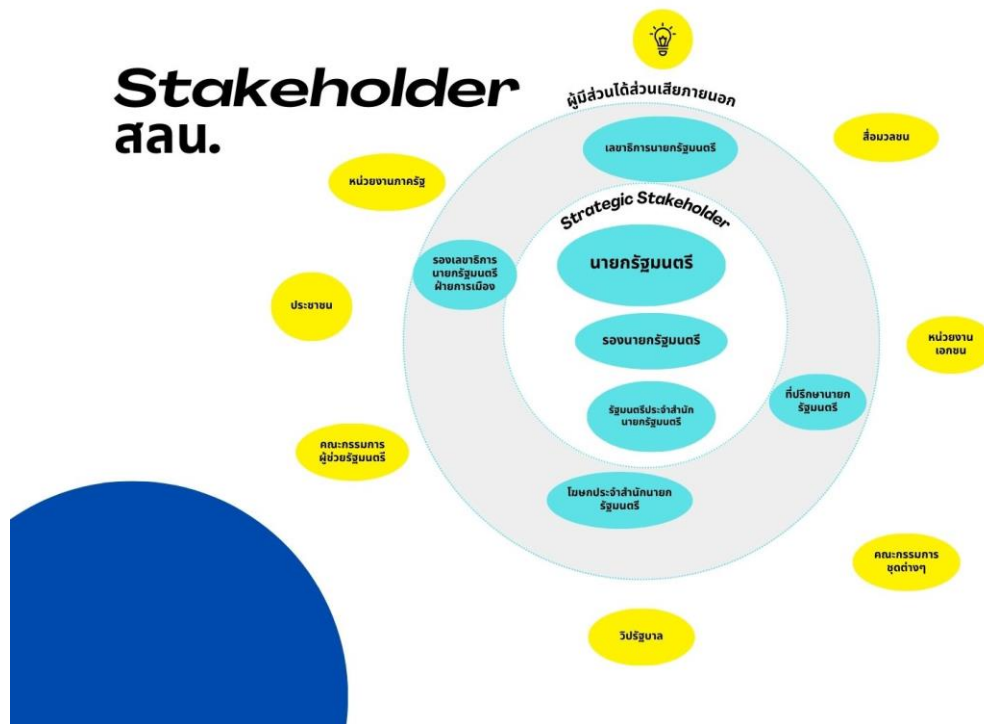 Stakeholder
สลน.
ผู้มีส่วนได้ส่วนเสียภายนอก
เลขาธิการนายกรัฐมนตรี
สื่อมวลชน
หน่วยงานภาครัฐ
Strategic Stakeholder
นายกรัฐมนตรี
รองเลขาธิการ
นายกรัฐมนตรี
ฝ่ายการเมือง
ประชาชน
รองนายกรัฐมนตรี
หน่วยงาน
เอกชน
ที่ปรึกษานายก
รัฐมนตรี
รัฐมนตรีประจำสำนัก
นายกรัฐมนตรี
คณะกรรมการ
ผู้ช่วยรัฐมนตรี
โฆษกประจำสำนักนายก
รัฐมนตรี
คณะกรรมการ
ชุดต่างๆ
วิปรัฐบาล